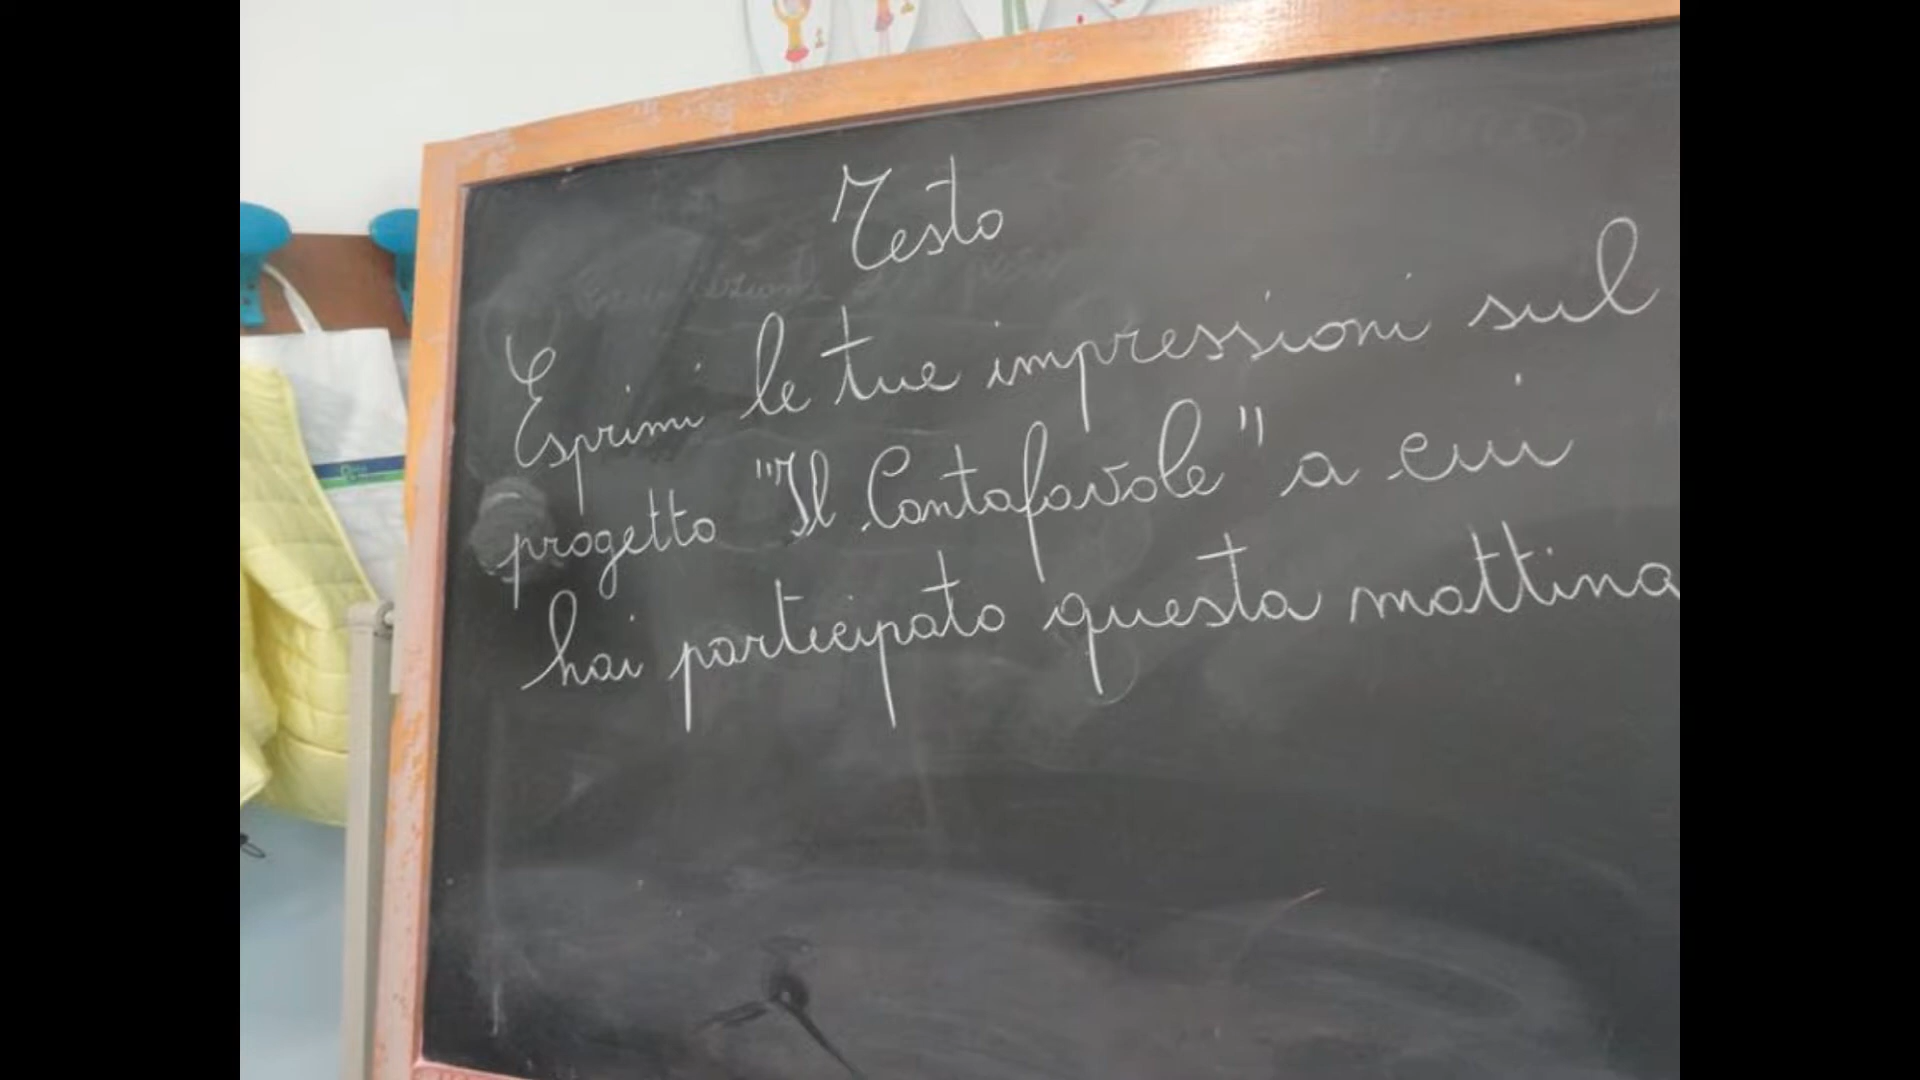 Testo
Esprimi le tue impressioni sul
progetto "Il Contafavole" a cui
hai partecipato questa mattina